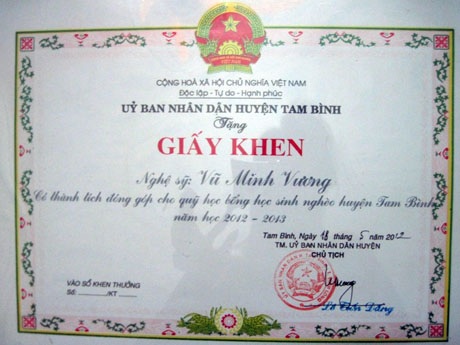 CỘNG HOÀ XÃ HỘI CHỦ NGHĨA VIỆT NAM
Độc lập - Tự do - Hạnh phúc
UỶ BAN NHÂN DÂN HUYỆN TAM BÌNH
Tặng
GIẤY KHEN
Nghệ sỹ: Vũ Minh Vương
Có thành tích đóng góp cho quỹ học bổng học sinh nghèo huyện Tam Bình
năm học 2012 - 2013
Tam Bình, Ngày 18 tháng 5 năm 2012
TM. UỶ BAN NHÂN DÂN HUYỆN
CHỦ TỊCH
VÀO SỔ KHEN THƯỞNG
Số ......../KT